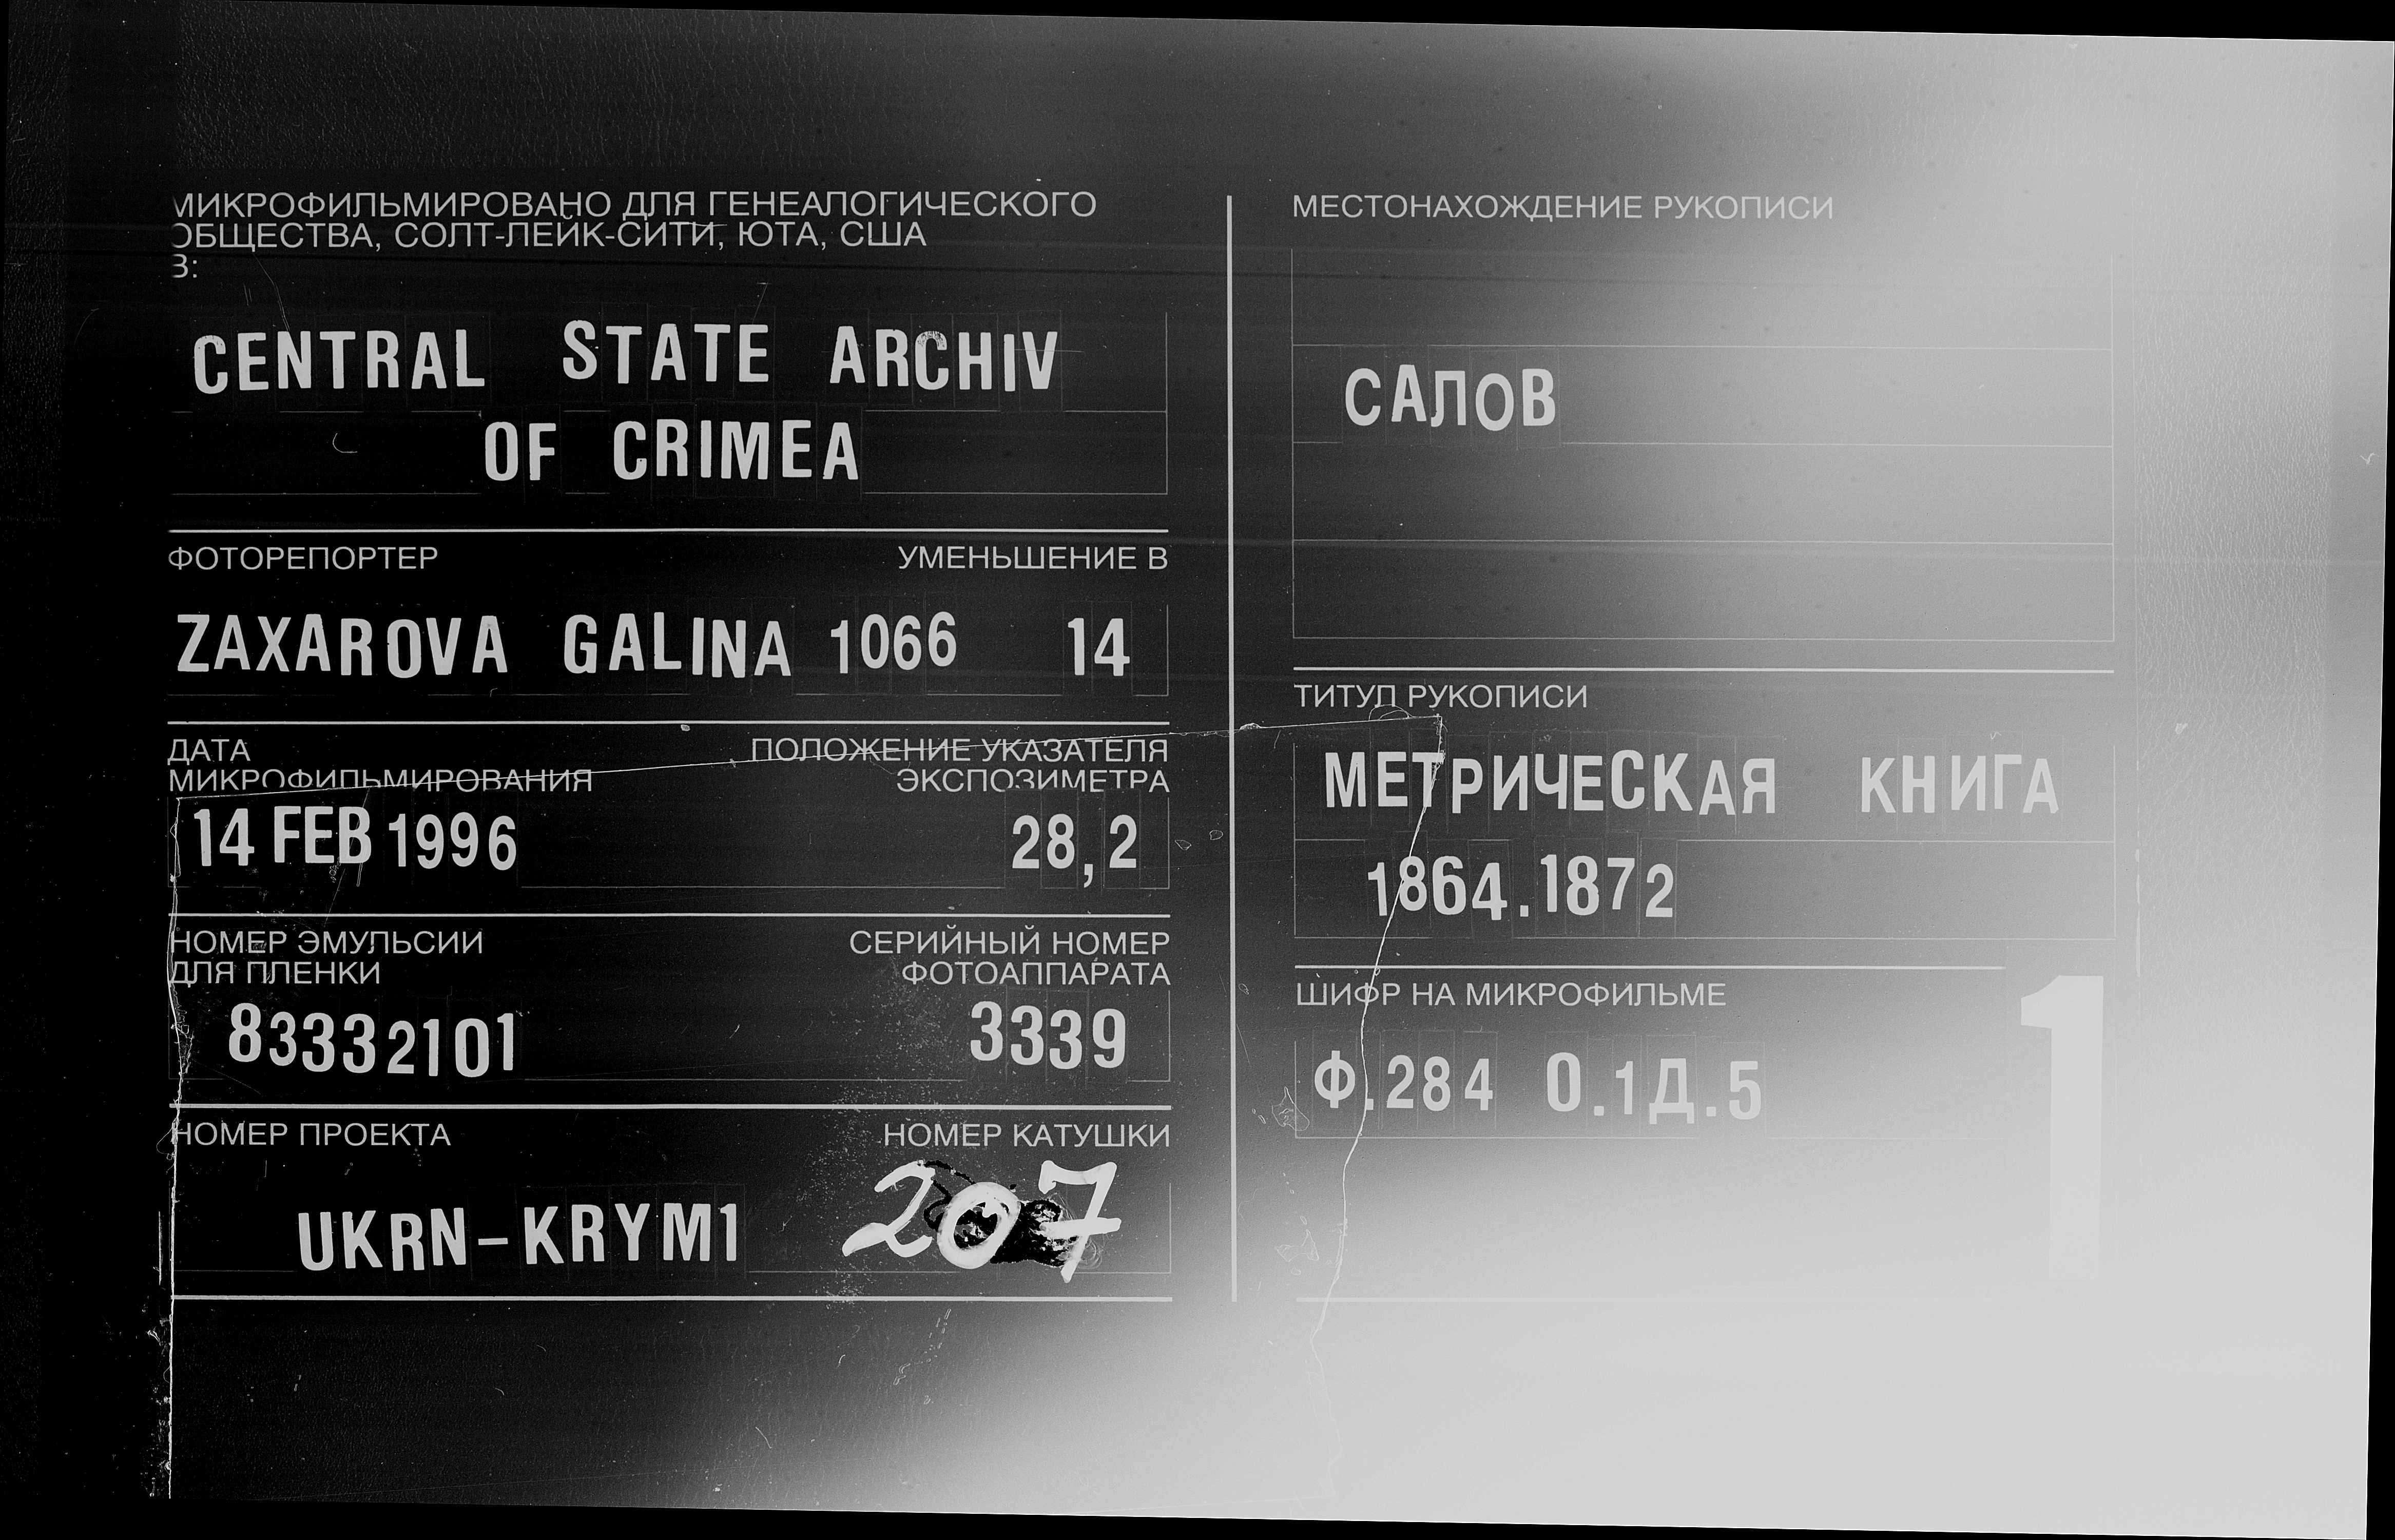 МИКРОФИЛЬМИРОВАНО ДЛЯ ГЕНЕАЛОГИЧЕСКОГО
ОБЩЕСТВА, СОЛТ-ЛЕЙК-СИТИ, ЮТА, США
В:
CENTRAL STATE ARCHIV
OF CRIMEA
ФОТОРЕПОРТЕР УМЕНЬШЕНИЕ В
ZAXAROVA GALINA 1066 14
ДАТА ПОЛОЖЕНИЕ УКАЗАТЕЛЯ
МИКРОФИЛЬМИРОВАНИЯ ЭКСПОЗИМЕТРА
14 FEB 1996 28,2
НОМЕР ЭМУЛЬСИИ СЕРИЙНЫЙ НОМЕР
ДЛЯ ПЛЕНКИ ФОТОАППАРАТА
83332101 3339
НОМЕР ПРОЕКТА НОМЕР КАТУШКИ
UKRN-KRYM1 207
МЕСТОНАХОЖДЕНИЕ РУКОПИСИ
САЛОВ
ТИТУЛ РУКОПИСИ
МЕТРИЧЕСКАЯ КНИГА
1864.1872
ШИФР НА МИКРОФИЛЬМЕ
Ф.284 О.1Д.5
1